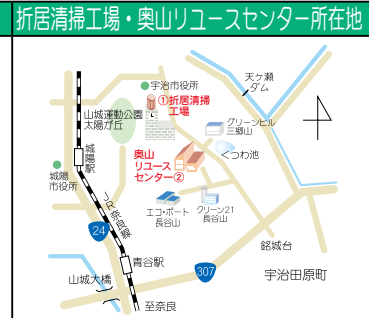 折居清掃工場・奥山リユースセンター所在地
宇治市役所
天ヶ瀬
ダム
①折居清掃
工場
山城運動公園
太陽が丘
グリーンヒル
三郷山
くつわ池
城陽駅
奥山
リユース
センター②
城陽
市役所
JR奈良線
エコ・ポート
長谷山
クリーン21
長谷山
24
銘城台
青谷駅
307
宇治田原町
山城大橋
至奈良